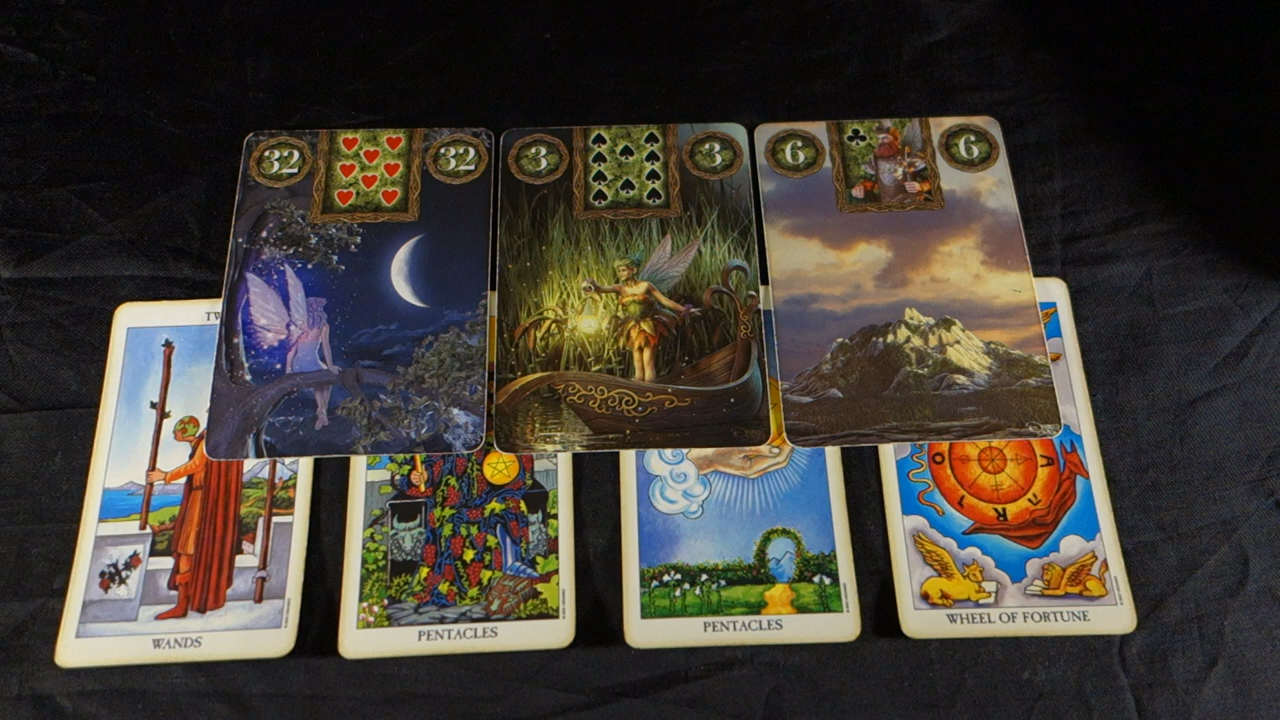 32 32
3 3
6 6
TW
WANDS
PENTACLES
PENTACLES
A
R
WHEEL OF FORTUNE